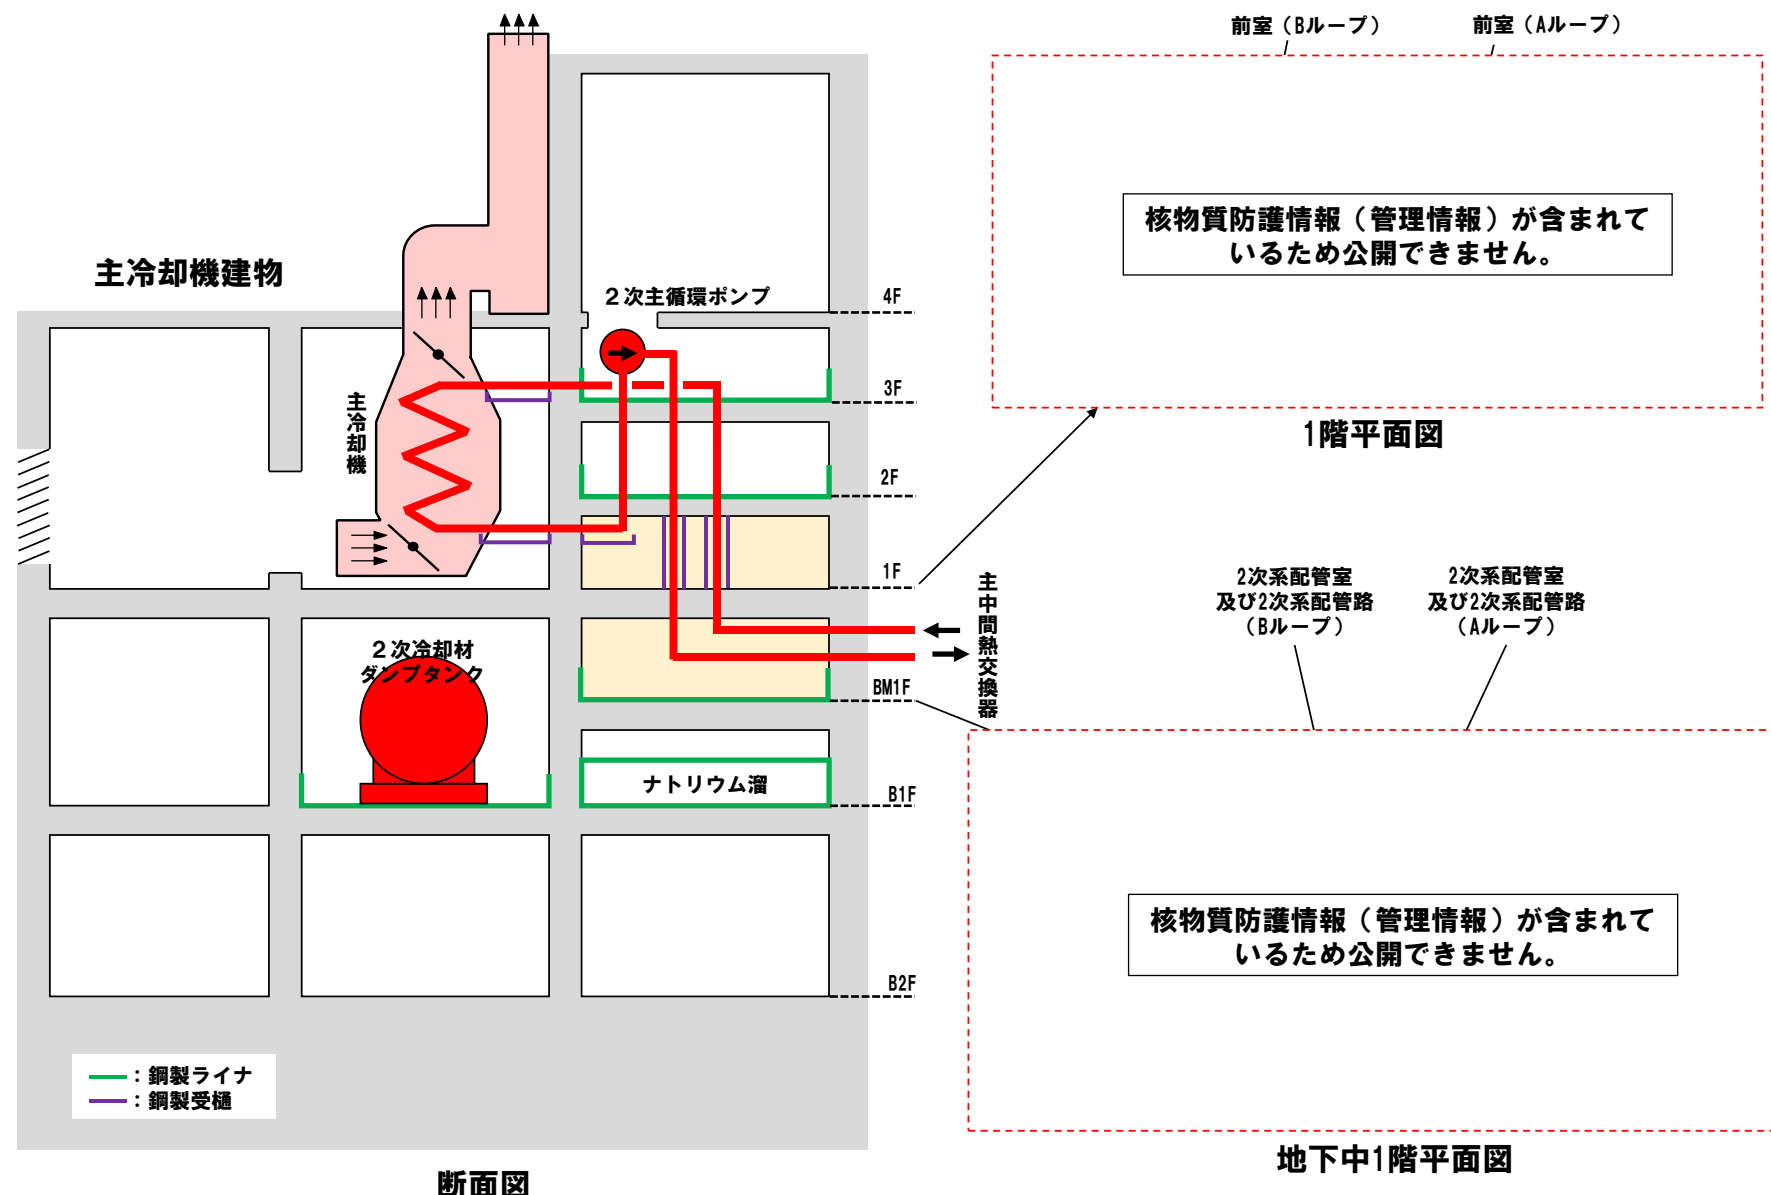 前室（Bループ）
前室（Aループ）
核物質防護情報（管理情報）が含まれて
いるため公開できません。
主冷却機建物
２次主循環ポンプ
4F
主冷却機
3F
1階平面図
2F
1F
主中間熱交換器
2次系配管室
及び2次系配管路
（Bループ）
2次系配管室
及び2次系配管路
（Aループ）
２次冷却材
ダンプタンク
BM1F
ナトリウム溜
B1F
核物質防護情報（管理情報）が含まれて
いるため公開できません。
B2F
：鋼製ライナ
：鋼製受樋
地下中1階平面図
断面図